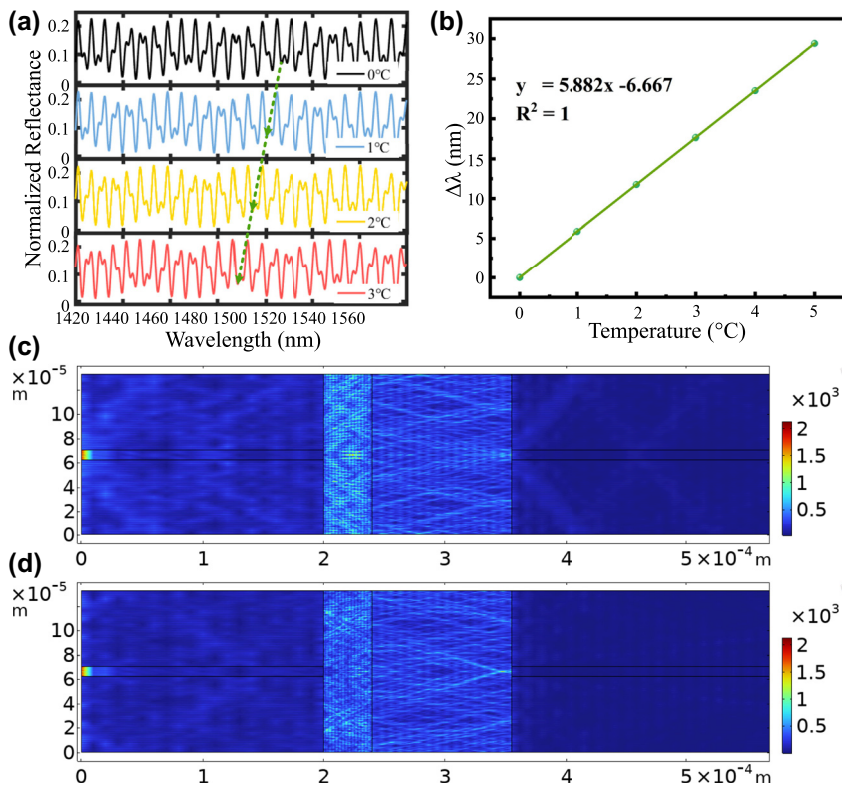 (a)
Normalized Reflectance
0.2
0.1
0
0℃
0.2
0.1
0
1℃
0.2
0.1
0
2℃
0.2
0.1
0
3℃
1420 1440 1460 1480 1500 1510 1520 1540 1560
Wavelength (nm)
(b)
Δλ (nm)
30
25
20
15
10
5
0
y = 5.882x -6.667
R² = 1
0 1 2 3 4 5
Temperature (°C)
(c)
×10⁻⁵
m
10
8
6
4
2
0
0 1 2 3 4 5×10⁻⁴ m
×10³
2
1.5
1
0.5
(d)
×10⁻⁵
m
10
8
6
4
2
0
0 1 2 3 4 5×10⁻⁴ m
×10³
2
1.5
1
0.5